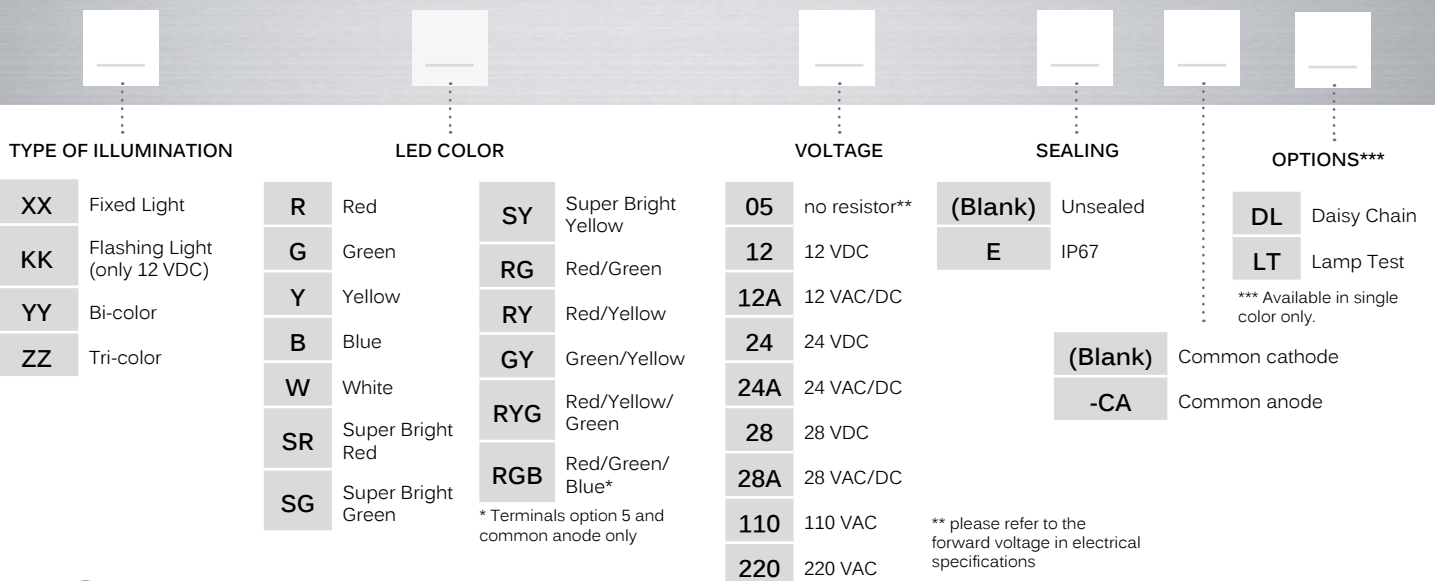 TYPE OF ILLUMINATION
XX Fixed Light
KK Flashing Light
(only 12 VDC)
YY Bi-color
ZZ Tri-color
LED COLOR
R Red
G Green
Y Yellow
B Blue
W White
SR Super Bright
Red
SG Super Bright
Green
SY Super Bright
Yellow
RG Red/Green
RY Red/Yellow
GY Green/Yellow
RYG Red/Yellow/
Green
RGB Red/Green/
Blue*
* Terminals option 5 and
common anode only
VOLTAGE
05 no resistor**
12 12 VDC
12A 12 VAC/DC
24 24 VDC
24A 24 VAC/DC
28 28 VDC
28A 28 VAC/DC
110 110 VAC
220 220 VAC
** please refer to the
forward voltage in electrical
specifications
SEALING
(Blank) Unsealed
E IP67
(Blank) Common cathode
-CA Common anode
OPTIONS***
DL Daisy Chain
LT Lamp Test
*** Available in single
color only.